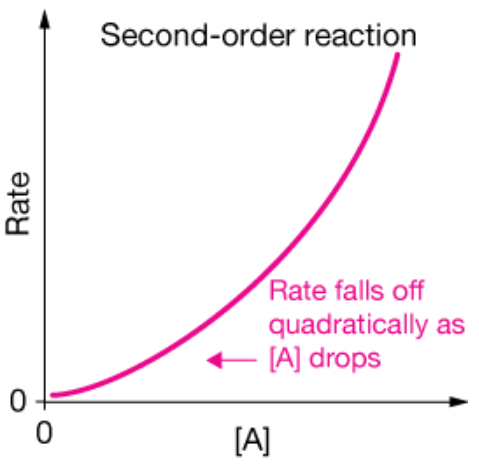 Second-order reaction
Rate
Rate falls off
quadratically as
[A] drops
0
0
[A]